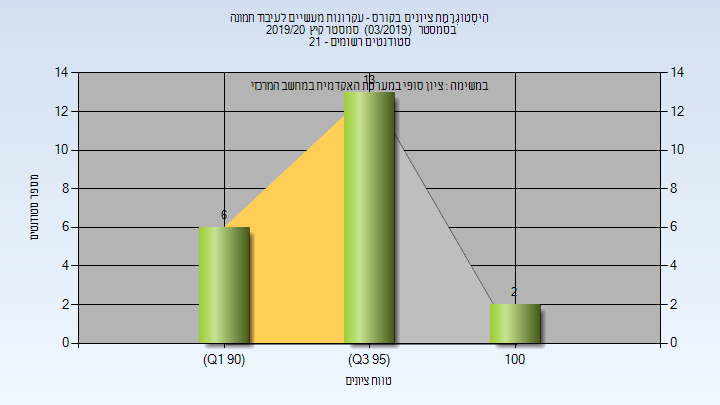 היסטוגרמת ציונים בקורס - עקרונות מעשיים לעיבוד תמונה
בסמסטר (03/2019) סמסטר קיץ 2019/20
סטודנטים רשומים - 21
במשימה : ציון סופי במערכת האקדמית במחשב המרכזי
14 14
13
12 12
10 10
8 8
6
6 6
4 4
2
2 2
0 0
(Q1 90) (Q3 95) 100
מספר סטודנטים
טווח ציונים